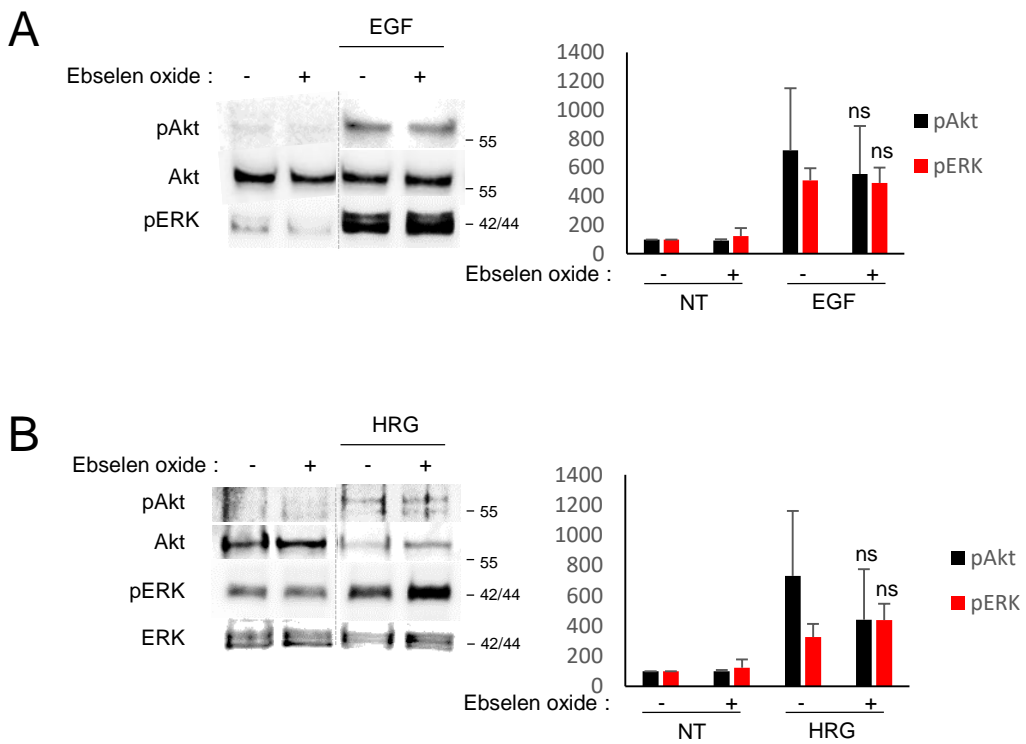 A
EGF
Ebselen oxide : - + - +
pAkt
- 55
Akt
- 55
pERK
- 42/44
1400
1200
1000
800
600
400
200
0
ns
ns
pAkt
pERK
Ebselen oxide : - + - +
NT EGF
B
HRG
Ebselen oxide : - + - +
pAkt
- 55
Akt
- 55
pERK
- 42/44
ERK
- 42/44
1400
1200
1000
800
600
400
200
0
ns
ns
pAkt
pERK
Ebselen oxide : - + - +
NT HRG